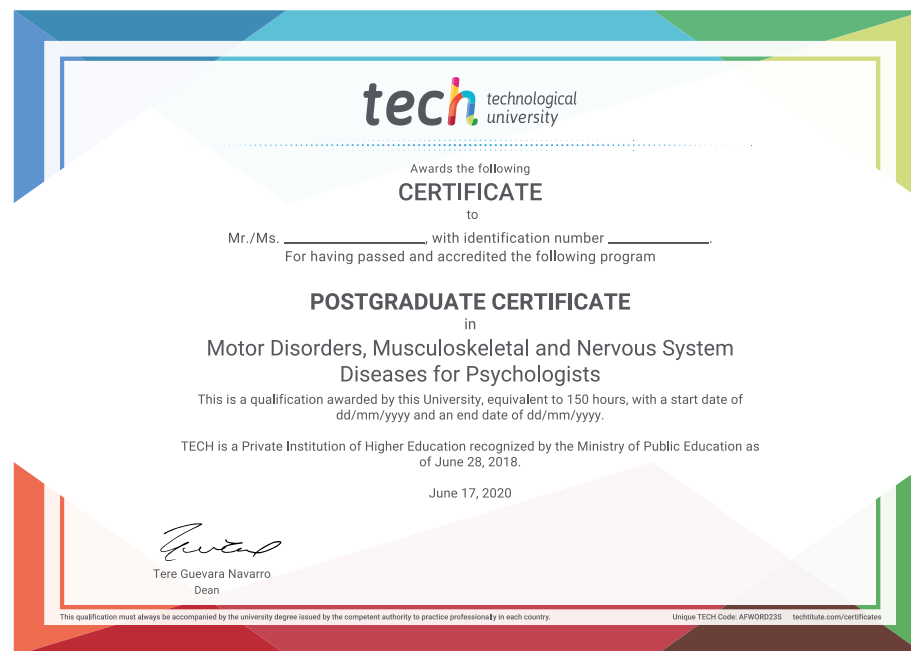 tech technological
university
Awards the following
CERTIFICATE
to
Mr./Ms. ____________, with identification number ____________.
For having passed and accredited the following program
POSTGRADUATE CERTIFICATE
in
Motor Disorders, Musculoskeletal and Nervous System
Diseases for Psychologists
This is a qualification awarded by this University, equivalent to 150 hours, with a start date of
dd/mm/yyyy and an end date of dd/mm/yyyy.
TECH is a Private Institution of Higher Education recognized by the Ministry of Public Education as
of June 28, 2018.
June 17, 2020
Tere Guevara Navarro
Dean
This qualification must always be accompanied by the university degree issued by the competent authority to practice professionally in each country.
Unique TECH Code: AFWORD23S techtitute.com/certificates